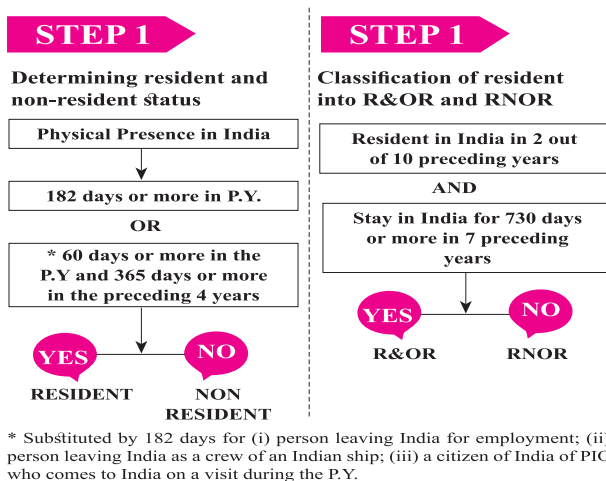 STEP 1
Determining resident and
non-resident status
Physical Presence in India
182 days or more in P.Y.
OR
* 60 days or more in the
P.Y and 365 days or more
in the preceding 4 years
YES
NO
RESIDENT
NON
RESIDENT
STEP 1
Classification of resident
into R&OR and RNOR
Resident in India in 2 out
of 10 preceding years
AND
Stay in India for 730 days
or more in 7 preceding
years
YES
NO
R&OR
RNOR
* Substituted by 182 days for (i) person leaving India for employment; (ii
person leaving India as a crew of an Indian ship; (iii) a citizen of India of PIO
who comes to India on a visit during the P.Y.